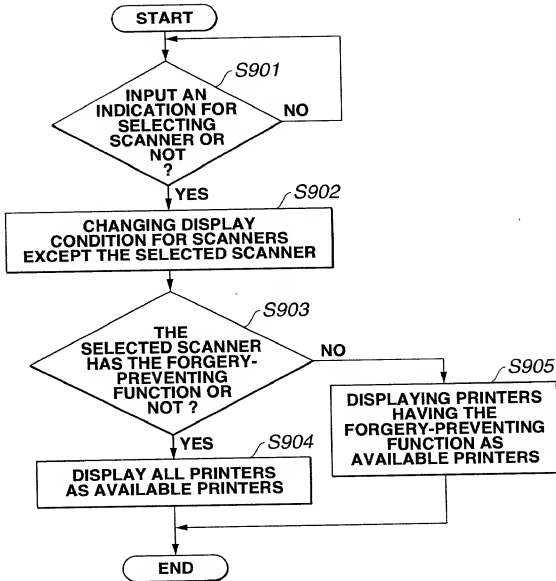 START
S901
INPUT AN
INDICATION FOR
SELECTING
SCANNER OR
NOT
?
NO
YES
S902
CHANGING DISPLAY
CONDITION FOR SCANNERS
EXCEPT THE SELECTED SCANNER
S903
THE
SELECTED SCANNER
HAS THE FORGERY-
PREVENTING
FUNCTION OR
NOT ?
NO
YES
S904
DISPLAY ALL PRINTERS
AS AVAILABLE PRINTERS
S905
DISPLAYING PRINTERS
HAVING THE
FORGERY-PREVENTING
FUNCTION AS
AVAILABLE PRINTERS
END